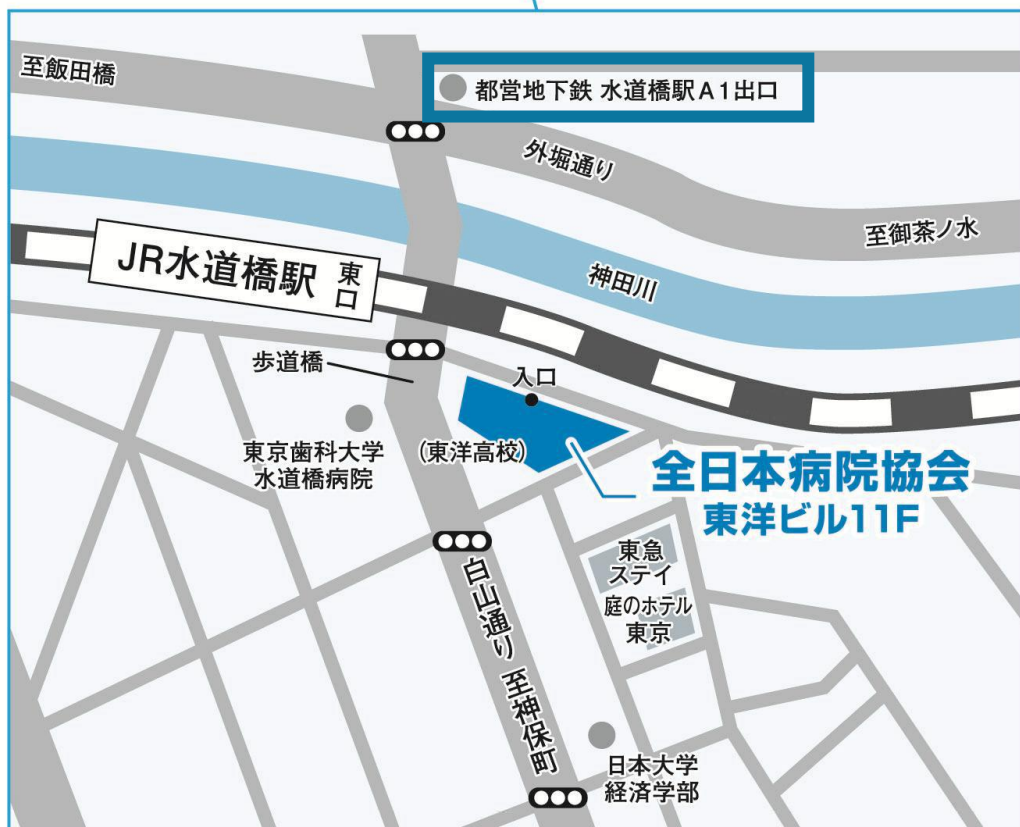 至飯田橋
都営地下鉄 水道橋駅A1出口
外堀通り
至御茶ノ水
神田川
JR水道橋駅 東口
歩道橋
入口
東京歯科大学
水道橋病院
(東洋高校)
全日本病院協会
東洋ビル11F
東急
ステイ
庭のホテル
東京
白山通り 至神保町
日本大学
経済学部